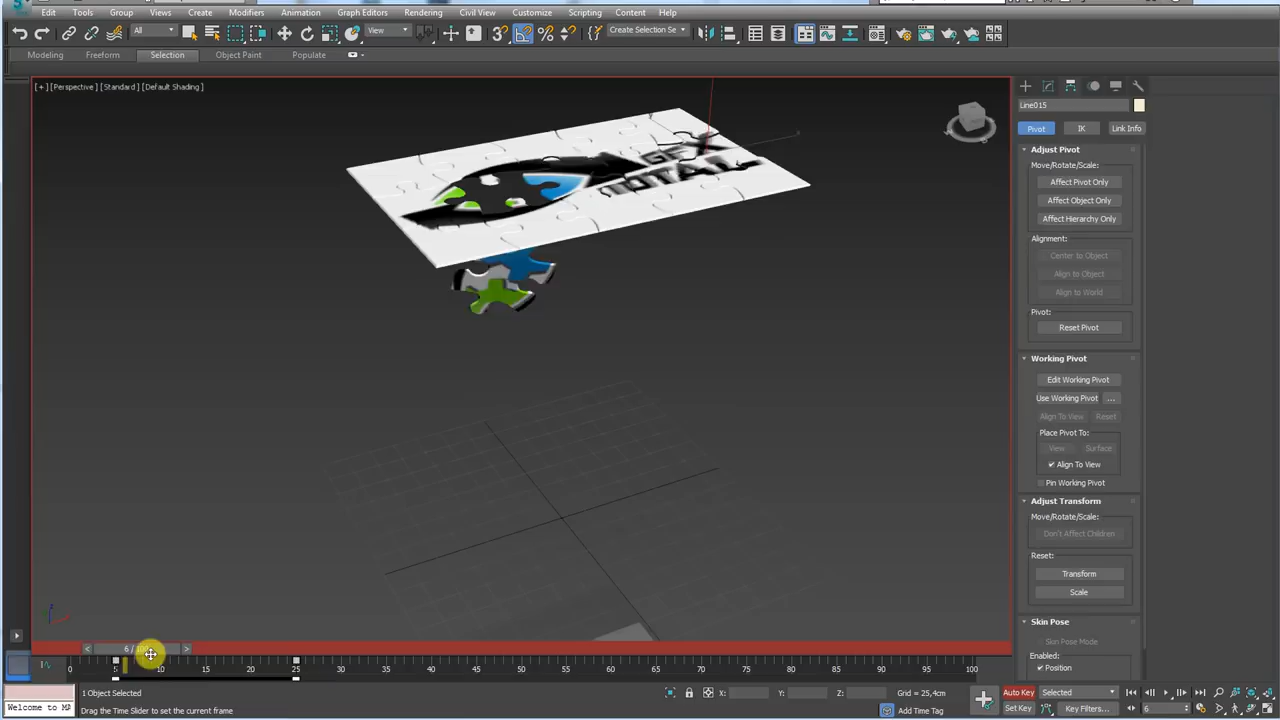 Edit Tools Group Views Create Modifiers Animation Graph Editors Rendering Civil View Customize Scripting Content Help
All View Create Selection Se
Modeling Freeform Selection Object Paint Populate
[+] [Perspective] [Standard] [Default Shading]
GET
TOTAL
Line015
Pivot IK Link Info
Adjust Pivot
Move/Rotate/Scale:
Affect Pivot Only
Affect Object Only
Affect Hierarchy Only
Alignment:
Center to Object
Align to Object
Align to World
Pivot:
Reset Pivot
Working Pivot
Edit Working Pivot
Use Working Pivot ...
Align To View Reset
Place Pivot To:
View Surface
Align To View
Pin Working Pivot
Adjust Transform
Move/Rotate/Scale:
Don't Affect Children
Reset:
Transform
Scale
Skin Pose
Skin Pose Mode
Enabled:
Position
< 6 / >
0 5 10 15 20 25 30 35 40 45 50 55 60 65 70 75 80 85 90 95 100
1 Object Selected X: Y: Z: Grid = 25,4cm Auto Key Selected
Welcome to M Drag the Time Slider to set the current frame Add Time Tag Set Key Key Filters... 6